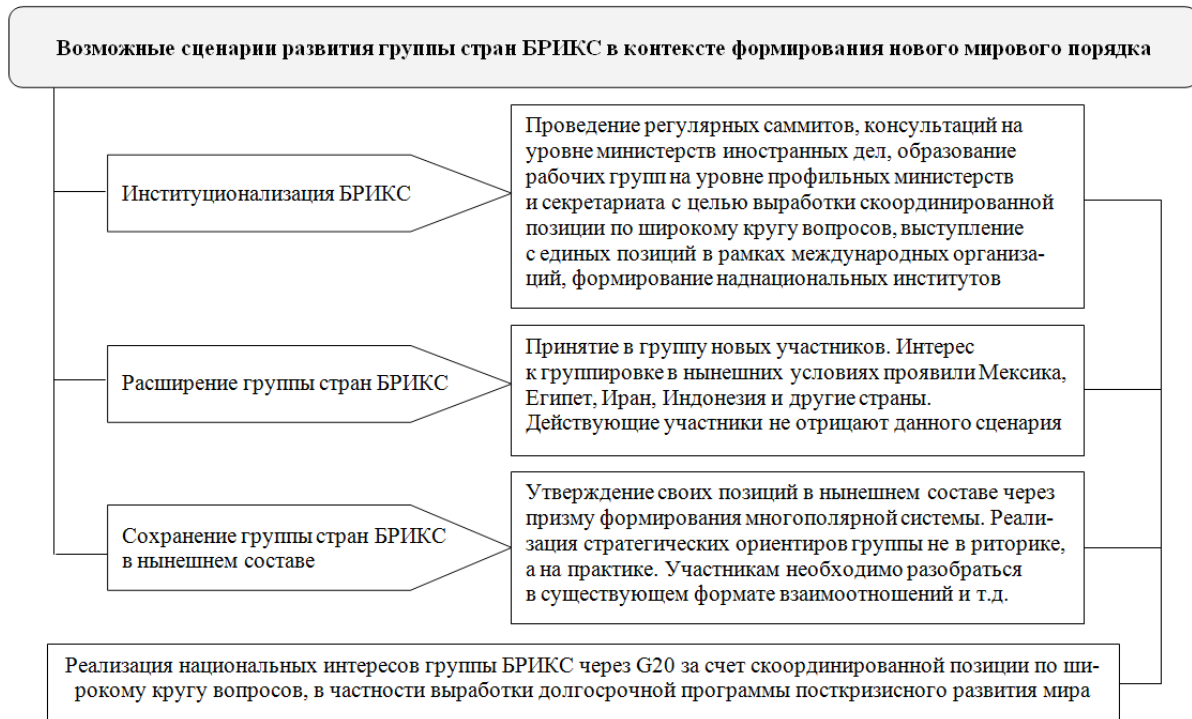 Возможные сценарии развития группы стран БРИКС в контексте формирования нового мирового порядка
Институционализация БРИКС
Проведение регулярных саммитов, консультаций на
уровне министерств иностранных дел, образование
рабочих групп на уровне профильных министерств
и секретариата с целью выработки скоординированной
позиции по широкому кругу вопросов, выступление
с единых позиций в рамках международных организа-
ций, формирование наднациональных институтов
Расширение группы стран БРИКС
Принятие в группу новых участников. Интерес
к группировке в нынешних условиях проявили Мексика,
Египет, Иран, Индонезия и другие страны.
Действующие участники не отрицают данного сценария
Сохранение группы стран БРИКС
в нынешнем составе
Утверждение своих позиций в нынешнем составе через
призму формирования многополярной системы. Реали-
зация стратегических ориентиров группы не в риторике,
а на практике. Участникам необходимо разобраться
в существующем формате взаимоотношений и т.д.
Реализация национальных интересов группы БРИКС через G20 за счет скоординированной позиции по ши-
рокому кругу вопросов, в частности выработки долгосрочной программы посткризисного развития мира